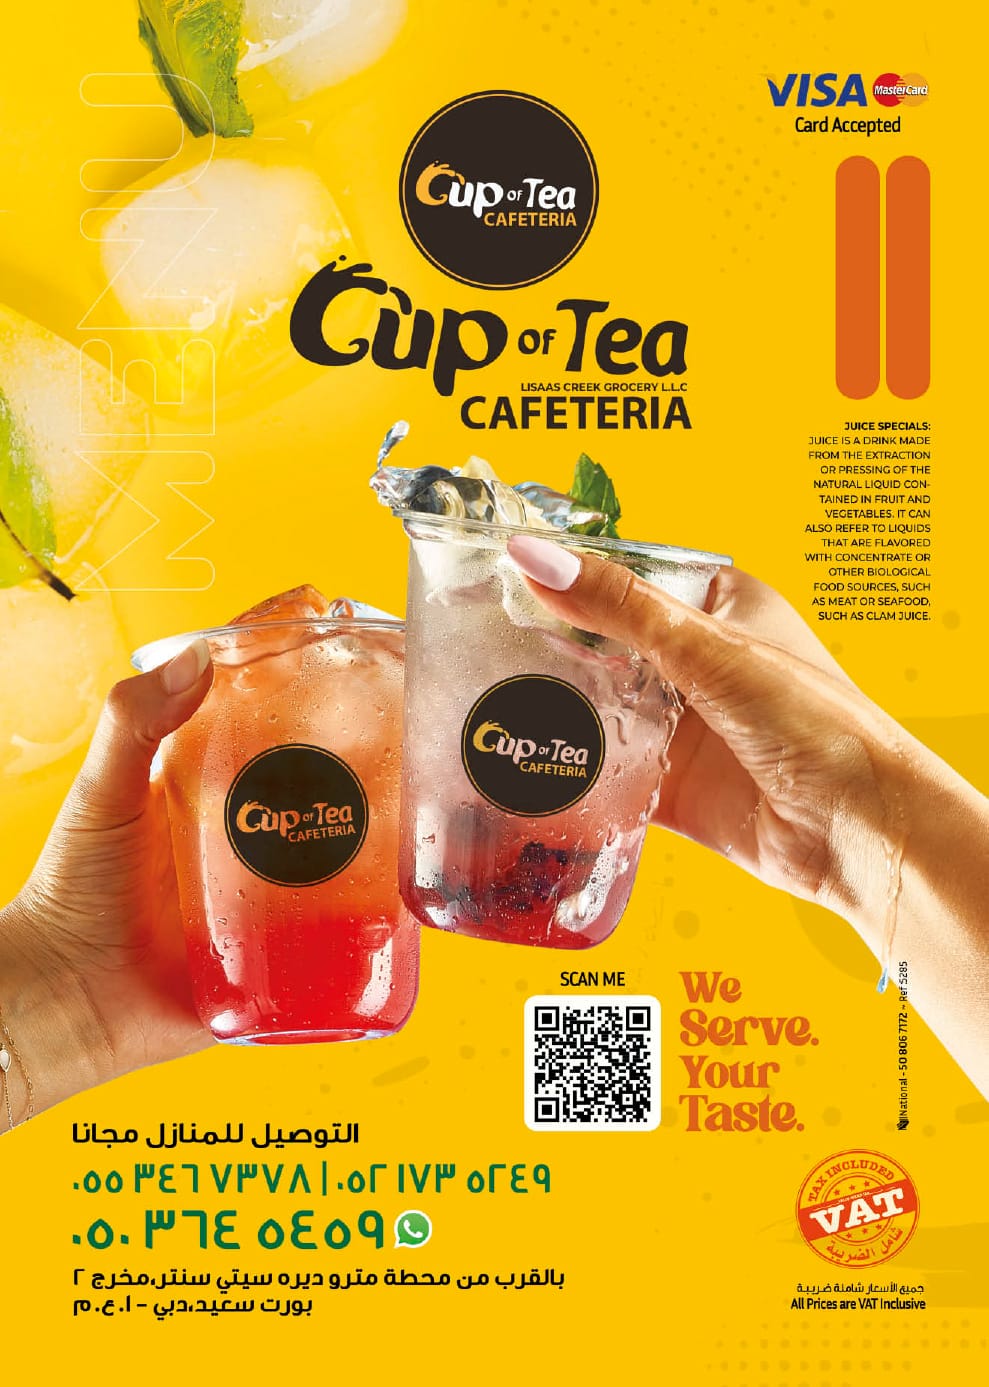 MENU
VISA MasterCard
Card Accepted
Cup OF Tea
CAFETERIA
Cup OF Tea
LISAAS CREEK GROCERY L.L.C
CAFETERIA
JUICE SPECIALS:
JUICE IS A DRINK MADE
FROM THE EXTRACTION
OR PRESSING OF THE
NATURAL LIQUID CON-
TAINED IN FRUIT AND
VEGETABLES. IT CAN
ALSO REFER TO LIQUIDS
THAT ARE FLAVORED
WITH CONCENTRATE OR
OTHER BIOLOGICAL
FOOD SOURCES, SUCH
AS MEAT OR SEAFOOD,
SUCH AS CLAM JUICE.
Cup OF Tea
CAFETERIA
Cup OF Tea
CAFETERIA
SCAN ME
We
Serve.
Your
Taste.
National - 50 806 7172 ~ Ref 5285
التوصيل للمنازل مجانا
٠٥٥ ٣٤٦ ٧٣٧٨ | ٠٥٢ ١٧٣ ٥٢٤٩
٠٥٠ ٣٦٤ ٥٤٥٩
بالقرب من محطة مترو ديره سيتي سنتر،مخرج ٢
بورت سعيد،دبي - ا.ع.م
TAX INCLUDED
VAT
شامل الضريبة
جميع الأسعار شاملة ضريبة
All Prices are VAT Inclusive